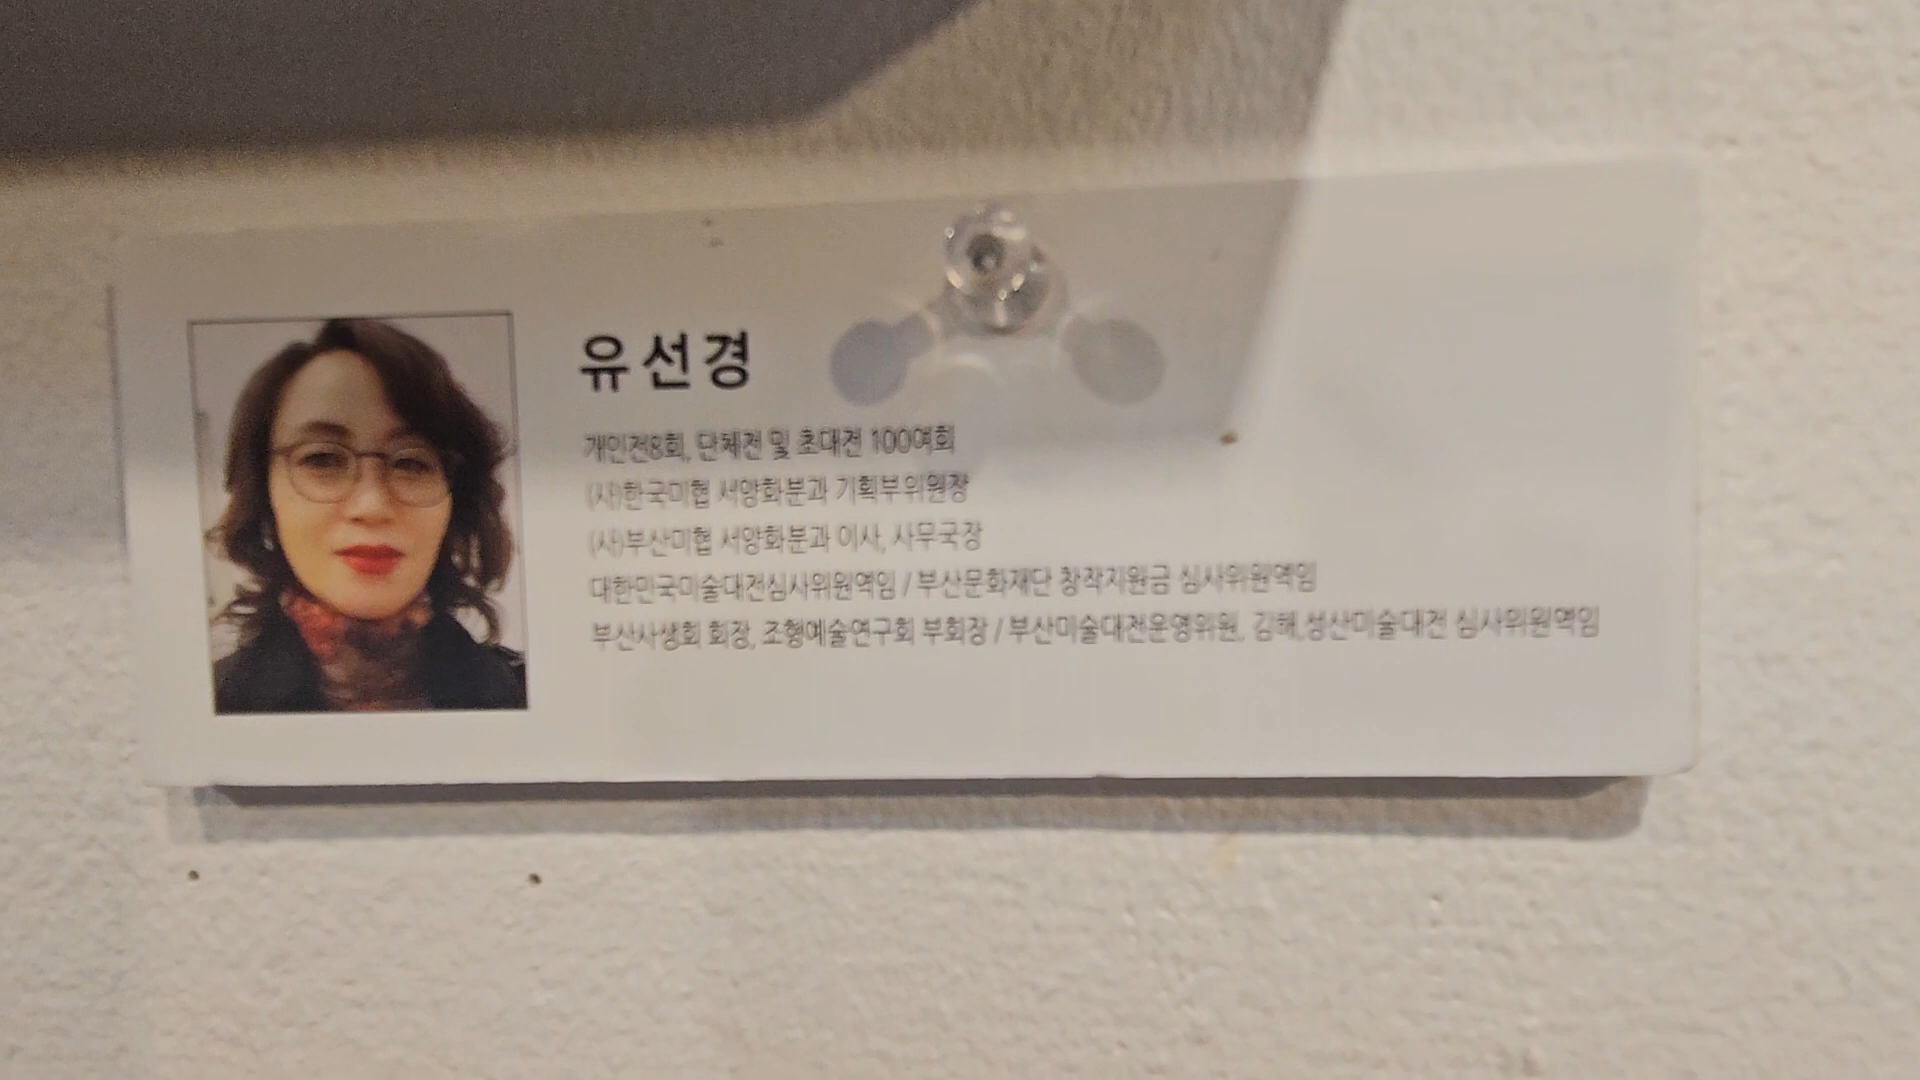 유선경
개인전8회, 단체전 및 초대전 100여회
(사)한국미협 서양화분과 기획부위원장
(사)부산미협 서양화분과 이사, 사무국장
대한민국미술대전심사위원역임 / 부산문화재단 창작지원금 심사위원역임
부산사생회 회장, 조형예술연구회 부회장 / 부산미술대전운영위원, 김해,성산미술대전 심사위원역임